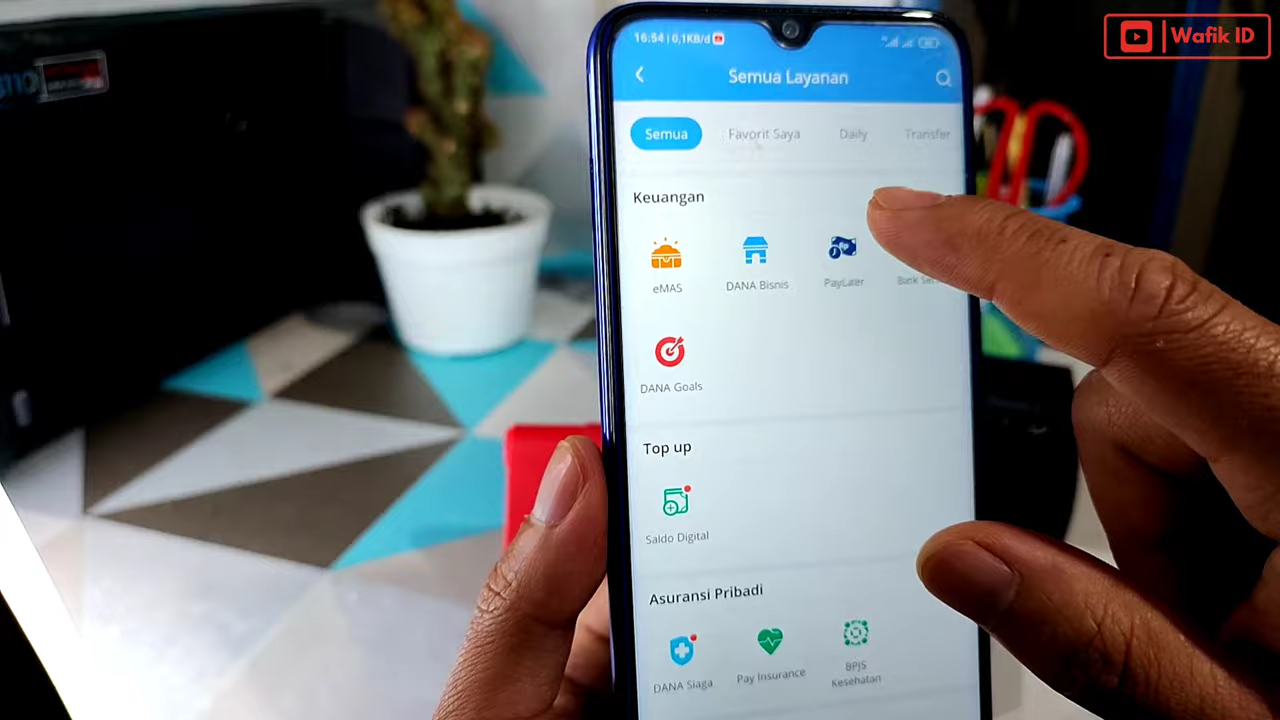 Wafik ID
16:54 | 0,1KB/d
Semua Layanan
Semua
Favorit Saya
Daily
Transfer
Keuangan
eMAS
DANA Bisnis
PayLater
Bank
DANA Goals
Top up
Saldo Digital
Asuransi Pribadi
DANA Siaga
Pay Insurance
BPJS
Kesehatan